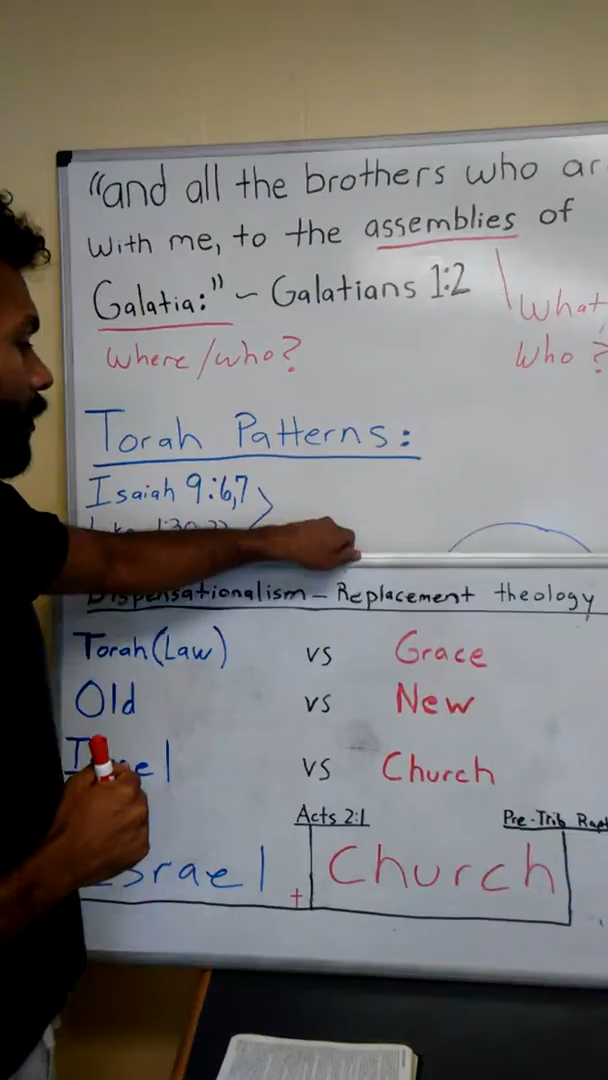 "and all the brothers who ar
with me, to the assemblies of
Galatia:" ~ Galatians 1:2
What
where/who?
Who ?
Torah Patterns:
Isaiah 9:6,7
Dispensationalism - Replacement theology
Torah(Law) vs Grace
Old vs New
vs Church
Acts 2:1
Pre-Trib Rap
Israel + Church